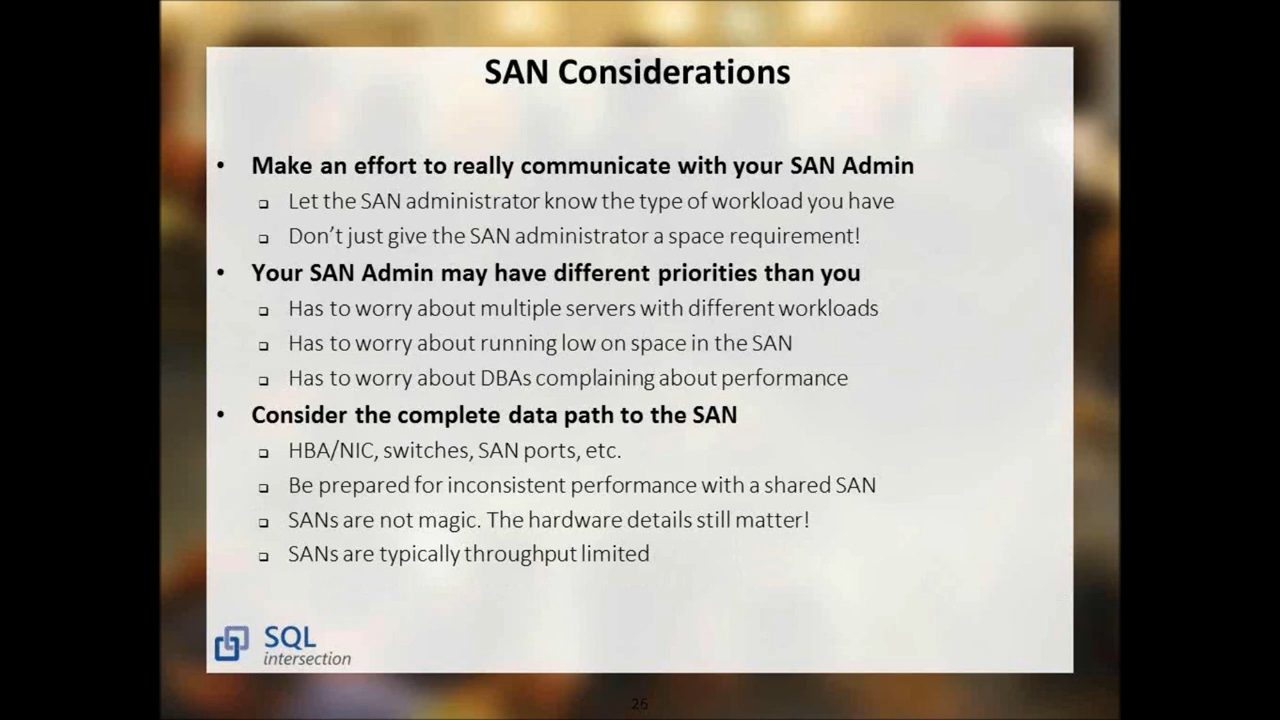 SAN Considerations
• Make an effort to really communicate with your SAN Admin
❑ Let the SAN administrator know the type of workload you have
❑ Don’t just give the SAN administrator a space requirement!
• Your SAN Admin may have different priorities than you
❑ Has to worry about multiple servers with different workloads
❑ Has to worry about running low on space in the SAN
❑ Has to worry about DBAs complaining about performance
• Consider the complete data path to the SAN
❑ HBA/NIC, switches, SAN ports, etc.
❑ Be prepared for inconsistent performance with a shared SAN
❑ SANs are not magic. The hardware details still matter!
❑ SANs are typically throughput limited
SQL
intersection
26